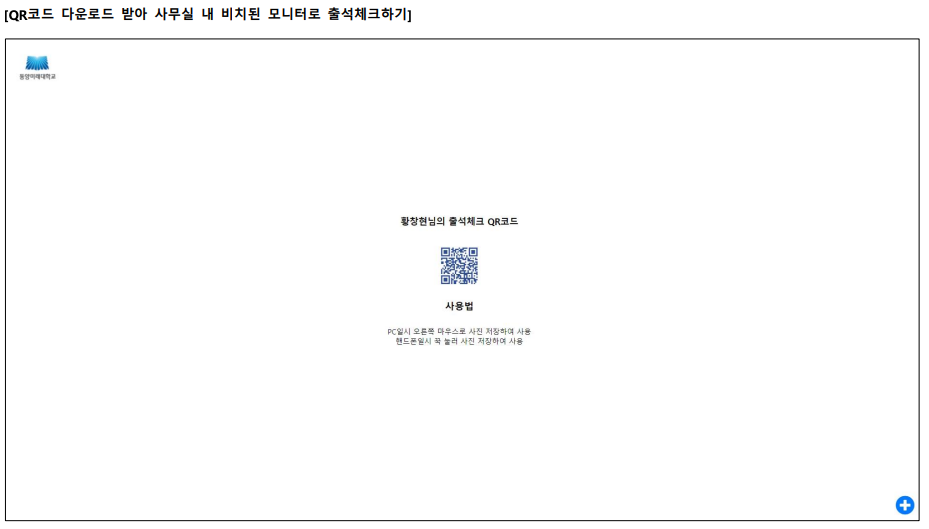 [QR코드 다운로드 받아 사무실 내 비치된 모니터로 출석체크하기]
동양미래대학교
황창현님의 출석체크 QR코드
사용법
PC일시 오른쪽 마우스로 사진 저장하여 사용
핸드폰일시 꾹 눌러 사진 저장하여 사용